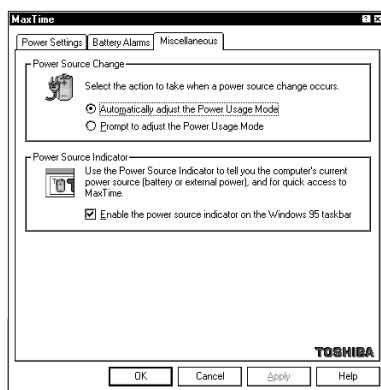 MaxTime
Power Settings Battery Alarms Miscellaneous
Power Source Change
Select the action to take when a power source change occurs.
Automatically adjust the Power Usage Mode
Prompt to adjust the Power Usage Mode
Power Source Indicator
Use the Power Source Indicator to tell you the computer's current
power source (battery or external power), and for quick access to
MaxTime.
Enable the power source indicator on the Windows 95 taskbar
TOSHIBA
OK Cancel Apply Help